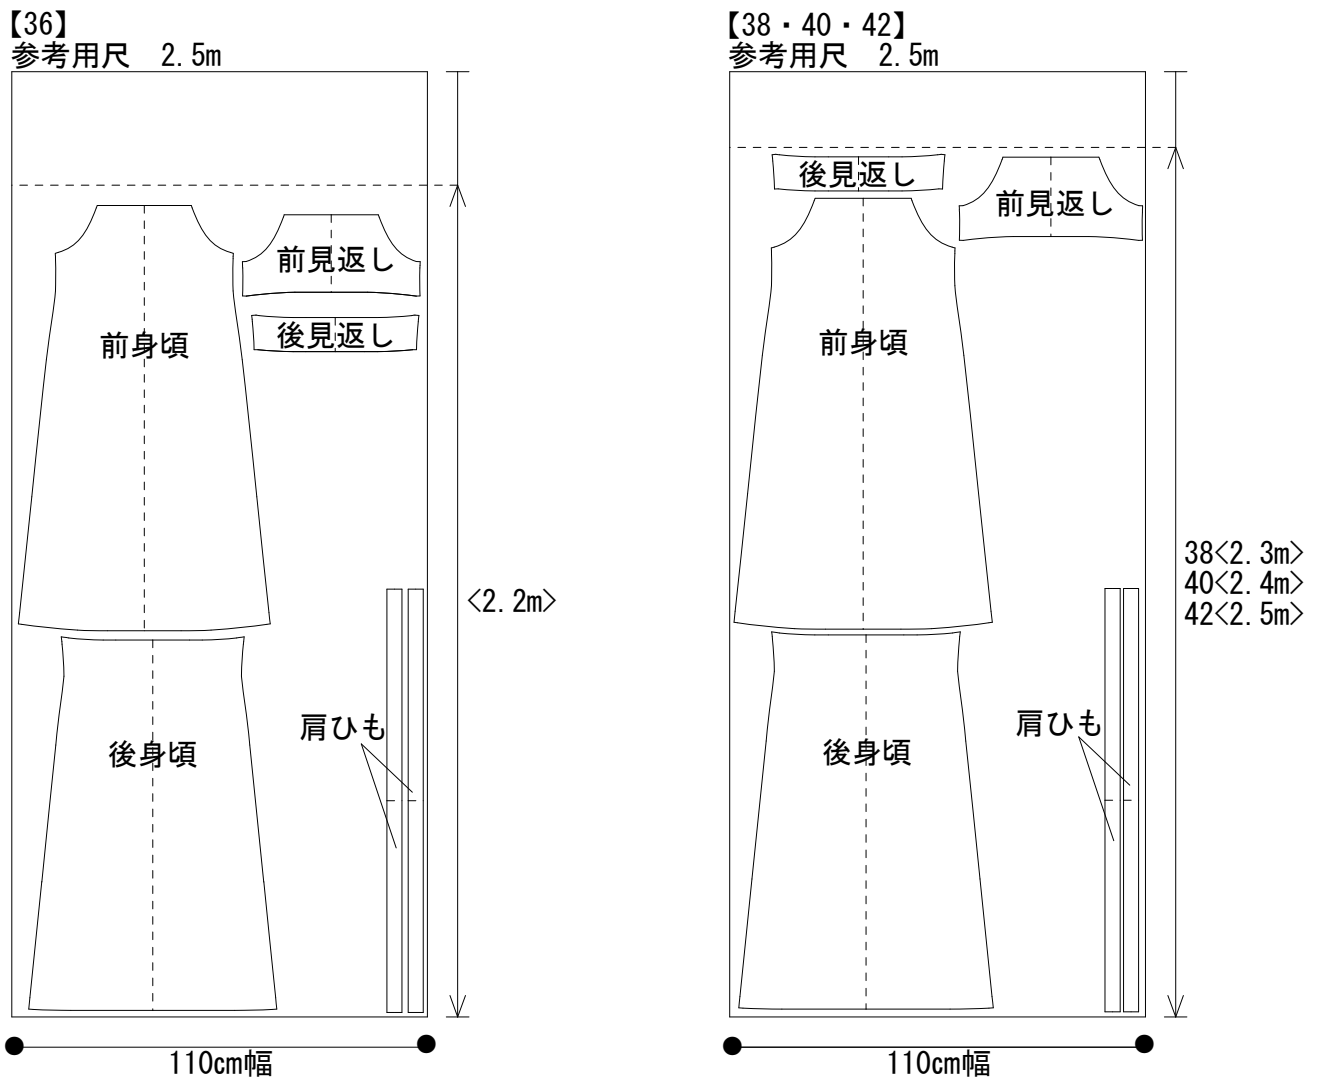 【36】
参考用尺　2.5m
前身頃
前見返し
後見返し
<2.2m>
後身頃
肩ひも
110cm幅
【38・40・42】
参考用尺　2.5m
後見返し
前見返し
前身頃
38<2.3m>
40<2.4m>
42<2.5m>
後身頃
肩ひも
110cm幅